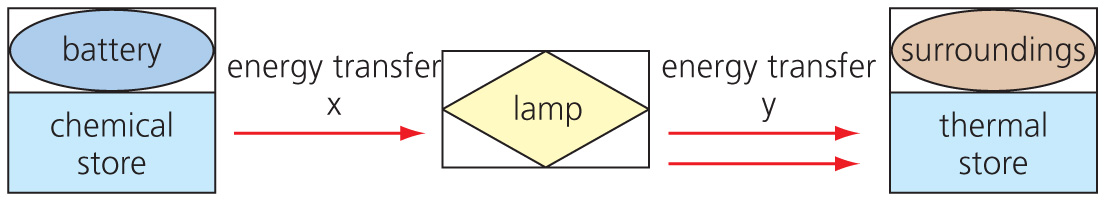 battery
chemical
store
energy transfer
x
lamp
energy transfer
y
surroundings
thermal
store